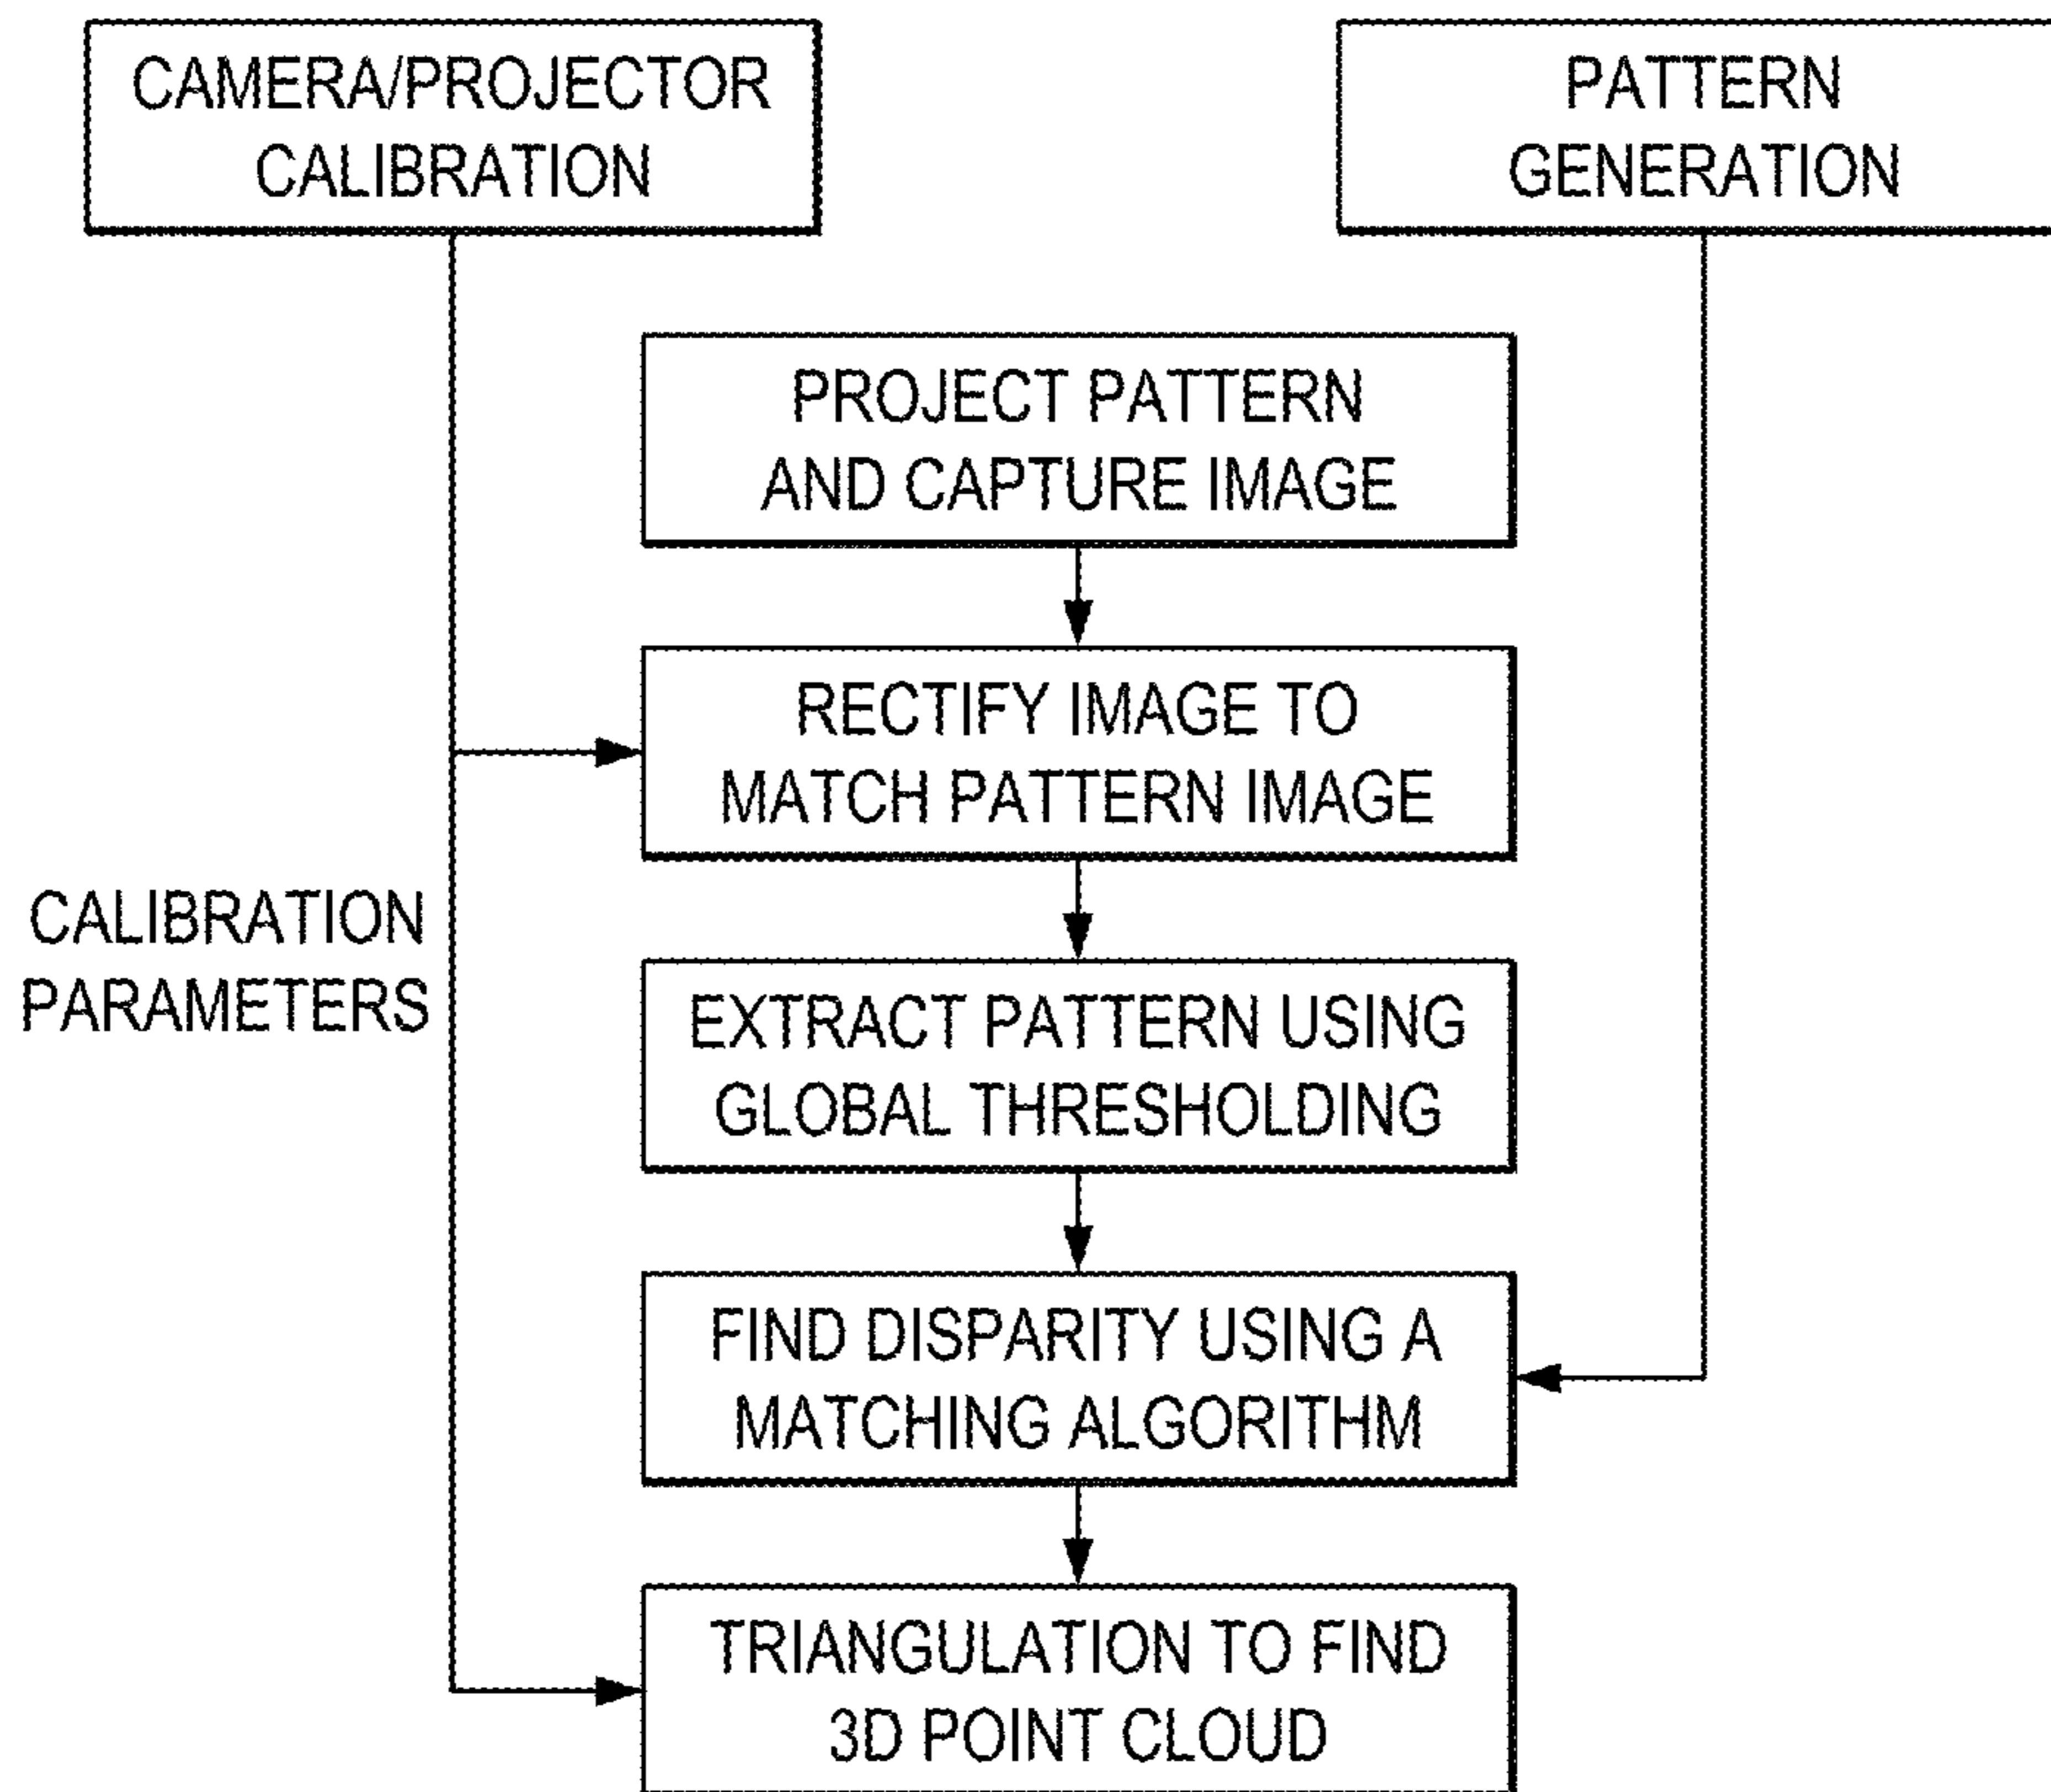 CAMERA/PROJECTOR
CALIBRATION
PATTERN
GENERATION
PROJECT PATTERN
AND CAPTURE IMAGE
RECTIFY IMAGE TO
MATCH PATTERN IMAGE
CALIBRATION
PARAMETERS
EXTRACT PATTERN USING
GLOBAL THRESHOLDING
FIND DISPARITY USING A
MATCHING ALGORITHM
TRIANGULATION TO FIND
3D POINT CLOUD